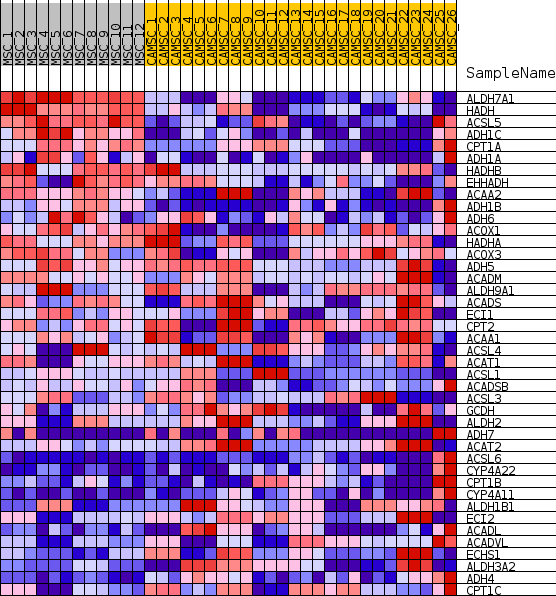 MSC_1
MSC_2
MSC_3
MSC_4
MSC_5
MSC_6
MSC_7
MSC_8
MSC_9
MSC_10
MSC_11
MSC_12
CAMSC_1
CAMSC_2
CAMSC_3
CAMSC_4
CAMSC_5
CAMSC_6
CAMSC_7
CAMSC_8
CAMSC_9
CAMSC_10
CAMSC_11
CAMSC_12
CAMSC_13
CAMSC_14
CAMSC_15
CAMSC_16
CAMSC_17
CAMSC_18
CAMSC_19
CAMSC_20
CAMSC_21
CAMSC_22
CAMSC_23
CAMSC_24
CAMSC_25
CAMSC_26
SampleName
ALDH7A1
HADH
ACSL5
ADH1C
CPT1A
ADH1A
HADHB
EHHADH
ACAA2
ADH1B
ADH6
ACOX1
HADHA
ACOX3
ADH5
ACADM
ALDH9A1
ACADS
ECI1
CPT2
ACAA1
ACSL4
ACAT1
ACSL1
ACADSB
ACSL3
GCDH
ALDH2
ADH7
ACAT2
ACSL6
CYP4A22
CPT1B
CYP4A11
ALDH1B1
ECI2
ACADL
ACADVL
ECHS1
ALDH3A2
ADH4
CPT1C